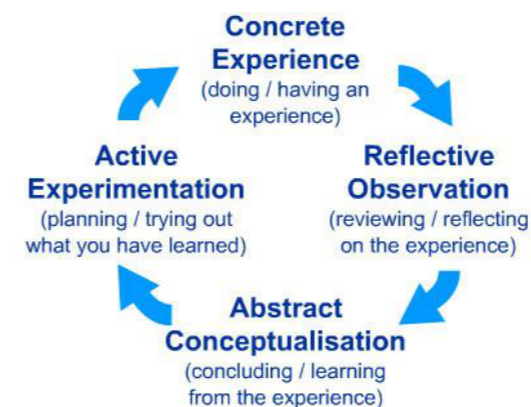 Concrete
Experience
(doing / having an
experience)
Reflective
Observation
(reviewing / reflecting
on the experience)
Abstract
Conceptualisation
(concluding / learning
from the experience)
Active
Experimentation
(planning / trying out
what you have learned)